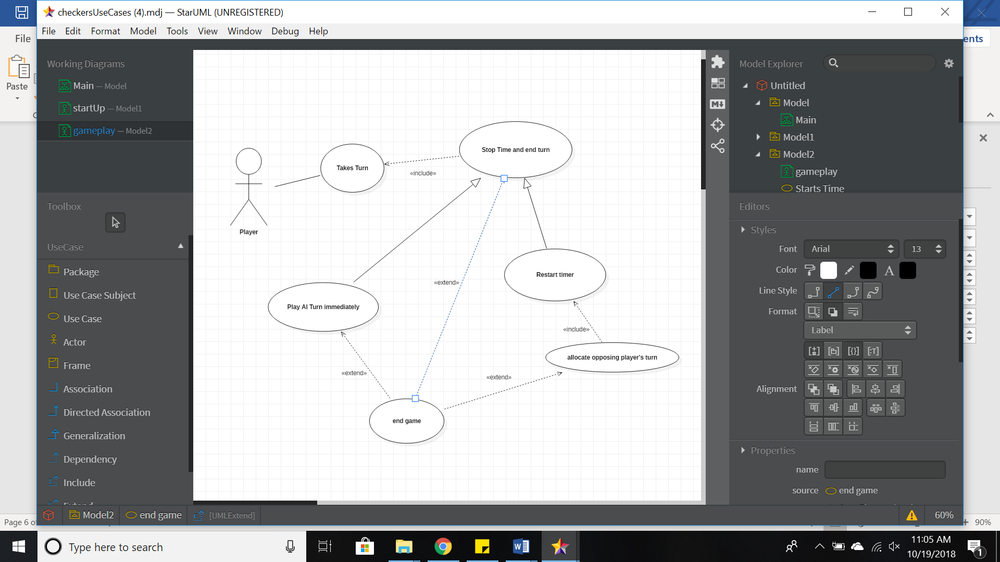 checkersUseCases (4).mdj — StarUML (UNREGISTERED)
File Edit Format Model Tools View Window Debug Help
File
Paste
ents
Working Diagrams
Main — Model
startUp — Model1
gameplay — Model2
Toolbox
UseCase
Package
Use Case Subject
Use Case
Actor
Frame
Association
Directed Association
Generalization
Dependency
Include
Extend
Player
Takes Turn
«include»
Stop Time and end turn
«extend»
Restart timer
Play AI Turn immediately
«include»
allocate opposing player's turn
«extend»
«extend»
end game
Model Explorer
Untitled
Model
Main
Model1
Model2
gameplay
Starts Time
Editors
Styles
Font Arial 13
Color A
Line Style
Format
Label
Alignment
Properties
name
source end game
Model2 end game [UMLExtend]
60%
Page 6 of
90%
Type here to search
11:05 AM
10/19/2018
1